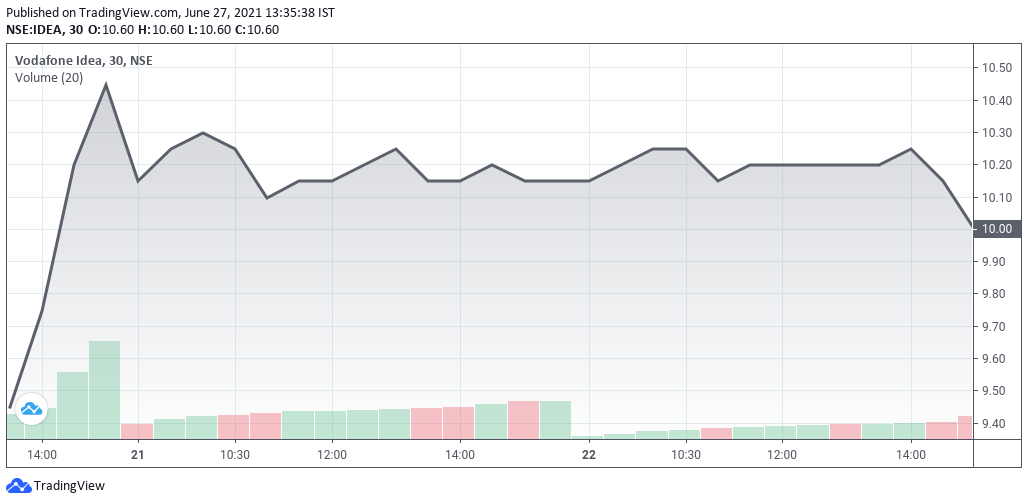 Published on TradingView.com, June 27, 2021 13:35:38 IST
NSE:IDEA, 30 O:10.60 H:10.60 L:10.60 C:10.60
Vodafone Idea, 30, NSE
Volume (20)
10.50
10.40
10.30
10.20
10.10
10.00
9.90
9.80
9.70
9.60
9.50
9.40
14:00 21 10:30 12:00 14:00 22 10:30 12:00 14:00
TradingView